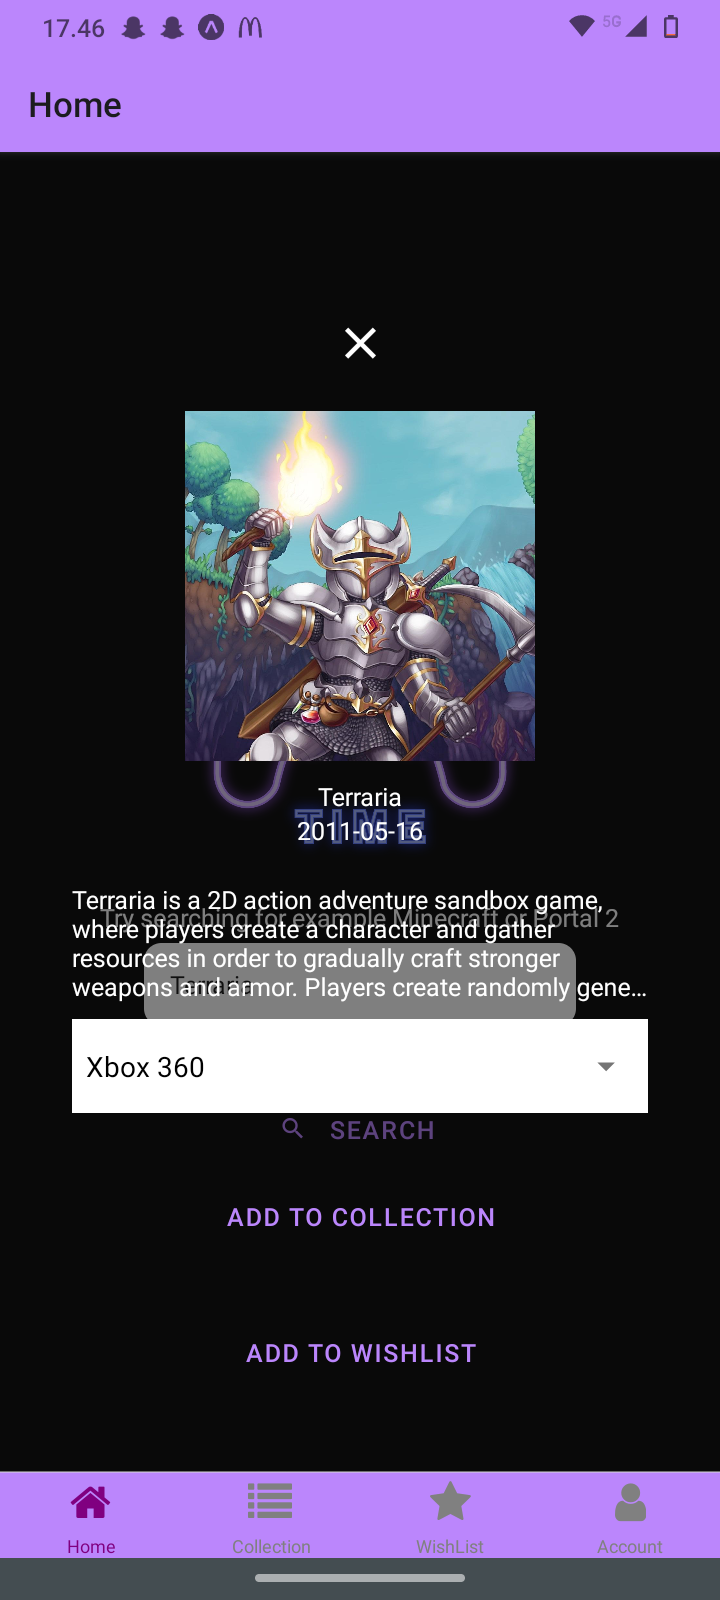 17.46
5G
Home
Terraria
TIME
2011-05-16
Terraria is a 2D action adventure sandbox game,
Try searching for example Minecraft or Portal 2
where players create a character and gather
resources in order to gradually craft stronger
Terraria
weapons and armor. Players create randomly gene...
Xbox 360
SEARCH
ADD TO COLLECTION
ADD TO WISHLIST
Home Collection WishList Account